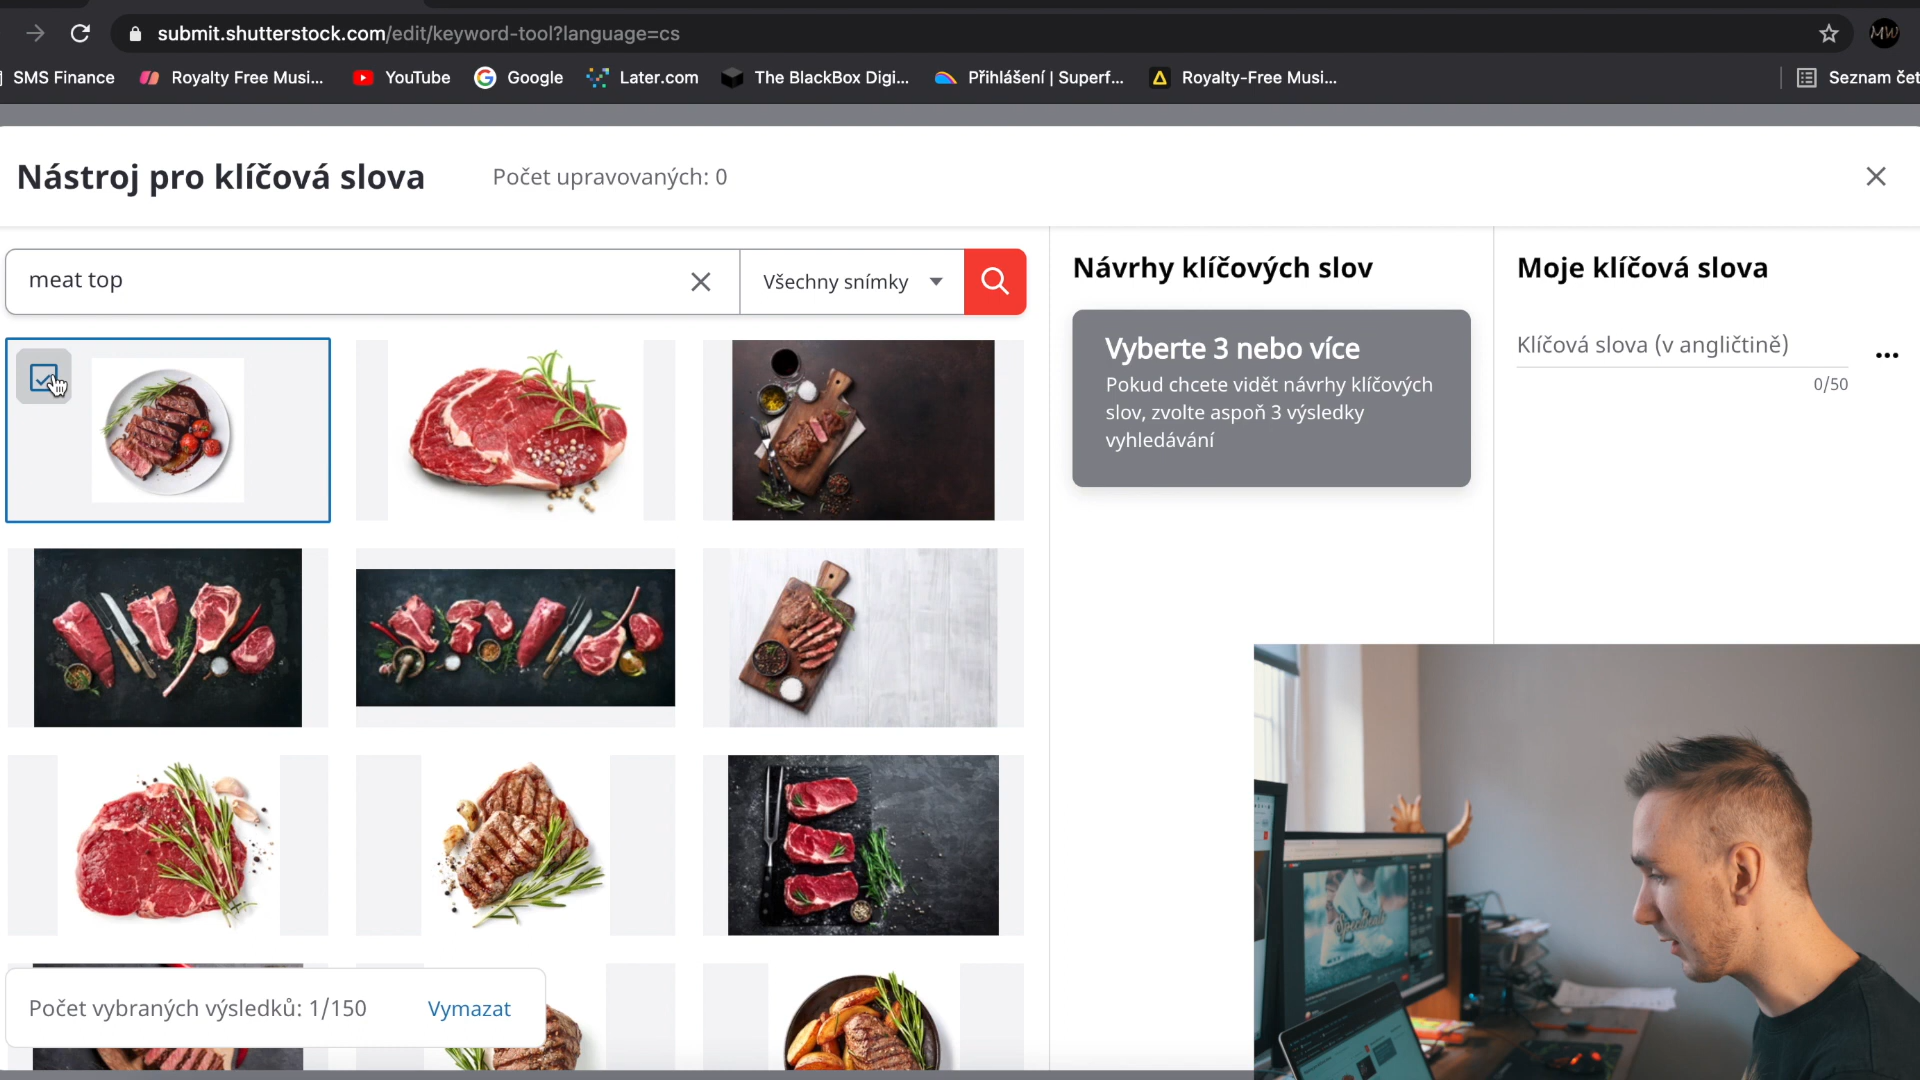 submit.shutterstock.com/edit/keyword-tool?language=cs
MW
SMS Finance
Royalty Free Musi...
YouTube
Google
Later.com
The BlackBox Digi...
Přihlášení | Superf...
Royalty-Free Musi...
Seznam čet
Nástroj pro klíčová slova
Počet upravovaných: 0
meat top
Všechny snímky
Návrhy klíčových slov
Vyberte 3 nebo více
Pokud chcete vidět návrhy klíčových
slov, zvolte aspoň 3 výsledky
vyhledávání
Moje klíčová slova
Klíčová slova (v angličtině)
0/50
Počet vybraných výsledků: 1/150
Vymazat